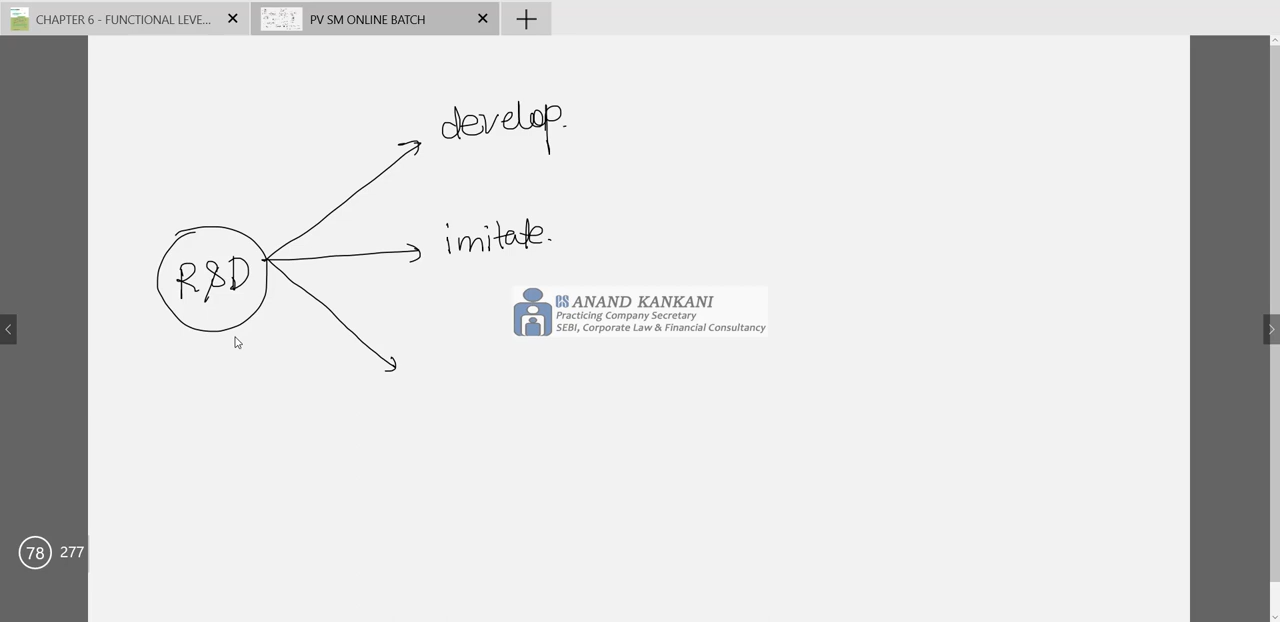 CHAPTER 6 - FUNCTIONAL LEVE...
PV SM ONLINE BATCH
develop.
imitate.
R&D
CS ANAND KANKANI
Practicing Company Secretary
SEBI, Corporate Law & Financial Consultancy
78 277